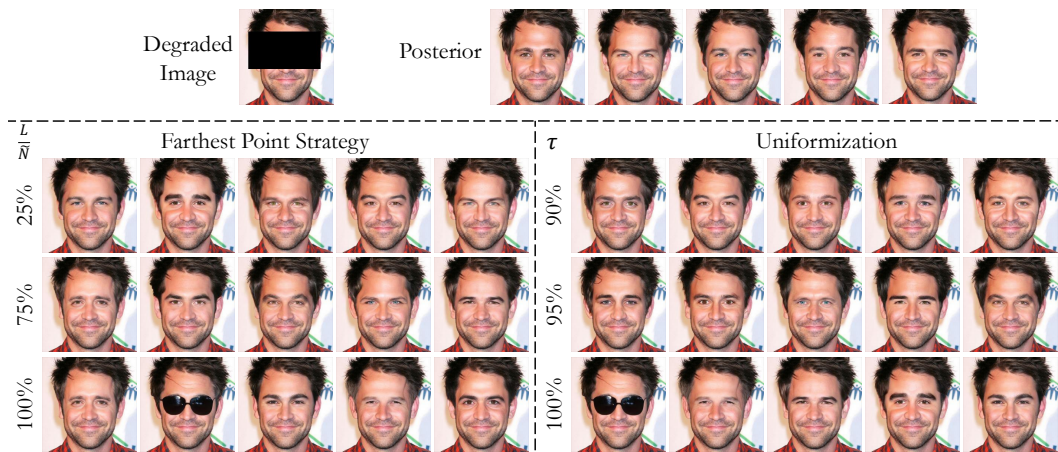 Degraded
Image
Posterior
L
Ñ
Farthest Point Strategy
τ
Uniformization
25%
90%
75%
95%
100%
100%